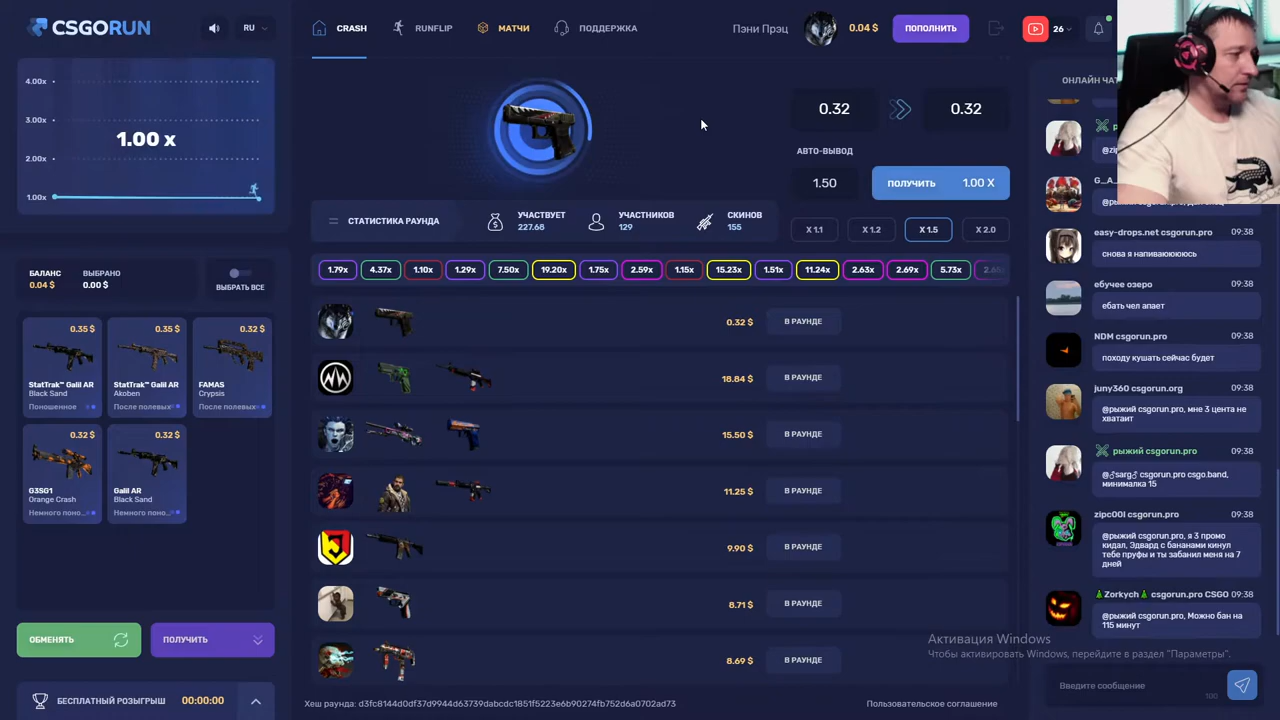 CSGORUN
RU
CRASH
RUNFLIP
МАТЧИ
ПОДДЕРЖКА
Пэни Прэц
0.04 $
ПОПОЛНИТЬ
26
4.00x
3.00x
2.00x
1.00x
1.00 x
0.32
0.32
АВТО-ВЫВОД
1.50
ПОЛУЧИТЬ 1.00 X
СТАТИСТИКА РАУНДА
УЧАСТВУЕТ
227.68
УЧАСТНИКОВ
129
СКИНОВ
155
X 1.1
X 1.2
X 1.5
X 2.0
1.79x 4.37x 1.10x 1.29x 7.50x 19.20x 1.75x 2.59x 1.15x 15.23x 1.51x 11.24x 2.63x 2.69x 5.73x
БАЛАНС
0.04 $
ВЫБРАНО
0.00 $
ВЫБРАТЬ ВСЕ
0.35 $
StatTrak™ Galil AR
Black Sand
Поношенное
0.35 $
StatTrak™ Galil AR
Akoben
После полевых
0.32 $
FAMAS
Crypsis
После полевых
0.32 $
G3SG1
Orange Crash
Немного поно...
0.32 $
Galil AR
Black Sand
Немного поно...
ОБМЕНЯТЬ
ПОЛУЧИТЬ
БЕСПЛАТНЫЙ РОЗЫГРЫШ 00:00:00
0.32 $ В РАУНДЕ
18.84 $ В РАУНДЕ
15.50 $ В РАУНДЕ
11.25 $ В РАУНДЕ
9.90 $ В РАУНДЕ
8.71 $ В РАУНДЕ
8.69 $ В РАУНДЕ
Хеш раунда: d3fc8144d0df37d9944d63739dabcdc1851f5223e6b90274fb752d6a0702ad73
Пользовательское соглашение
ОНЛАЙН ЧАТ
easy-drops.net csgorun.pro 09:38
снова я напиваююююсь
ебучее озеро 09:38
ебать чел апает
NDM csgorun.pro 09:38
походу кушать сейчас будет
juny360 csgorun.org 09:38
@рыжий csgorun.pro, мне 3 цента не
хватаит
рыжий csgorun.pro 09:38
@♂sarg♂ csgorun.pro csgo.band,
минималка 15
zipc00l csgorun.pro 09:38
@рыжий csgorun.pro, я 3 промо
кидал, Эдвард с бананами кинул
тебе пруфы и ты забанил меня на 7
дней
Zorkych csgorun.pro CSGO 09:38
@рыжий csgorun.pro, Можно бан на
115 минут
Активация Windows
Чтобы активировать Windows, перейдите в раздел "Параметры".
Введите сообщение
100